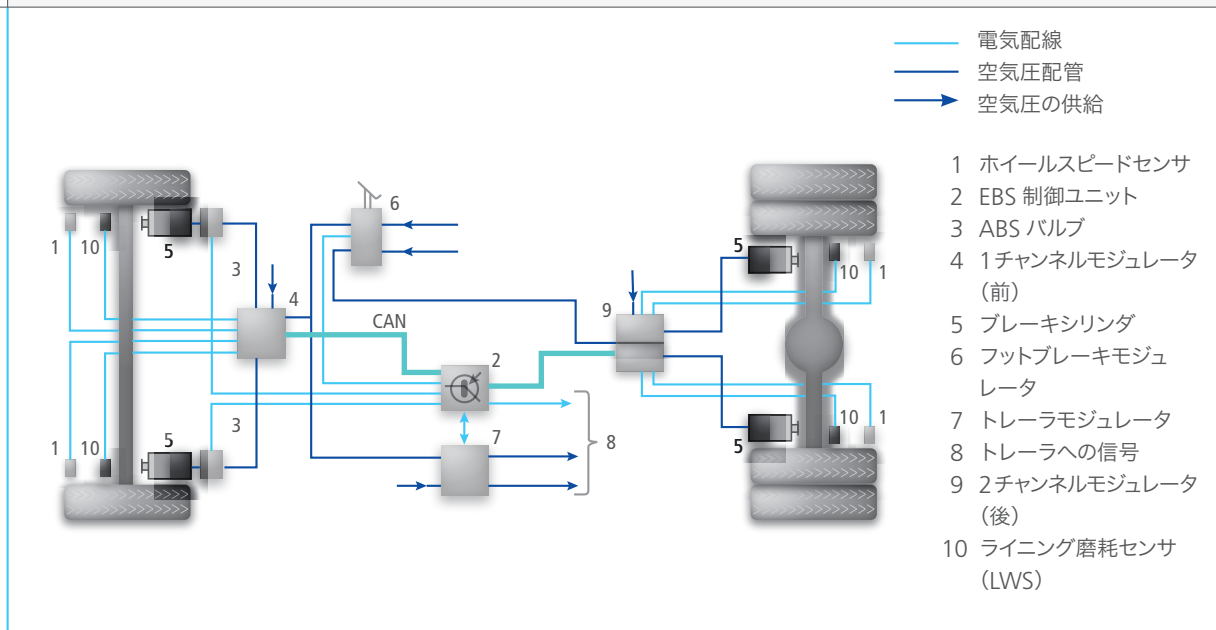 電気配線
空気圧配管
空気圧の供給
1 ホイールスピードセンサ
2 EBS 制御ユニット
3 ABS バルブ
4 1チャンネルモジュレータ
(前)
5 ブレーキシリンダ
6 フットブレーキモジュ
レータ
7 トレーラモジュレータ
8 トレーラへの信号
9 2チャンネルモジュレータ
(後)
10 ライニング磨耗センサ
(LWS)
1
10
5
3
4
6
CAN
2
9
5
10
1
1
10
5
3
7
8
5
10
1